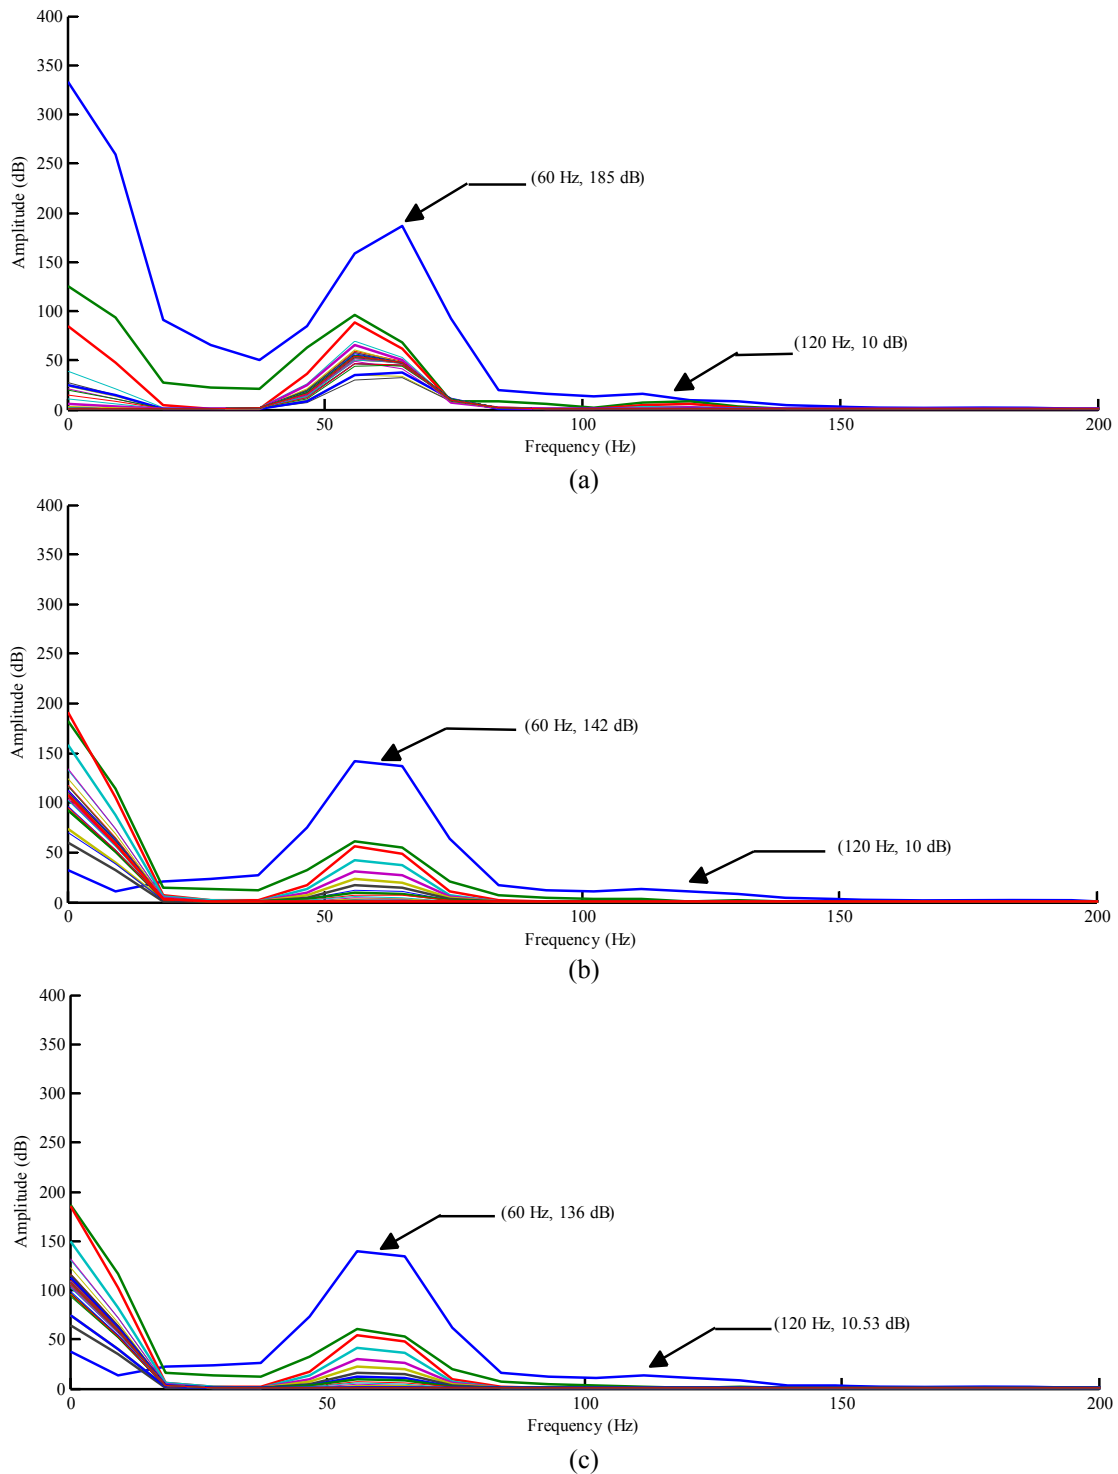 400
350
300
250
200
150
100
50
0
Amplitude (dB)
(60 Hz, 185 dB)
(120 Hz, 10 dB)
0 50 100 150 200
Frequency (Hz)
(a)
400
350
300
250
200
150
100
50
0
Amplitude (dB)
(60 Hz, 142 dB)
(120 Hz, 10 dB)
0 50 100 150 200
Frequency (Hz)
(b)
400
350
300
250
200
150
100
50
0
Amplitude (dB)
(60 Hz, 136 dB)
(120 Hz, 10.53 dB)
0 50 100 150 200
Frequency (Hz)
(c)